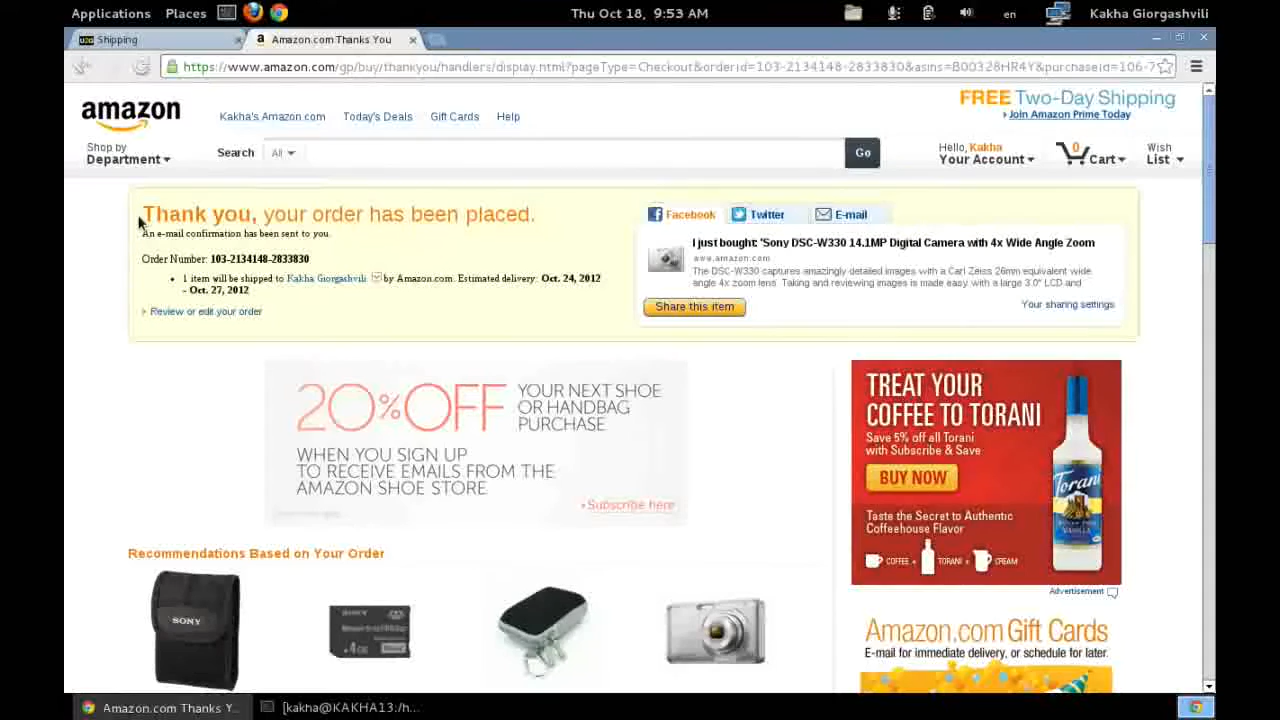 Applications Places Thu Oct 18, 9:53 AM en Kakha Giorgashvili
Shipping Amazon.com Thanks You
https://www.amazon.com/gp/buy/thankyou/handlers/display.html?pageType=Checkout&orderId=103-2134148-2833830&asins=B00328HR4Y&purchaseId=106-7
amazon
Kakha's Amazon.com Today's Deals Gift Cards Help
FREE Two-Day Shipping
Join Amazon Prime Today
Shop by
Department
Search All Go
Hello, Kakha
Your Account
0
Cart
Wish
List
Thank you, your order has been placed.
An e-mail confirmation has been sent to you.
Order Number: 103-2134148-2833830
1 item will be shipped to Kakha Giorgashvili by Amazon.com. Estimated delivery: Oct. 24, 2012
- Oct. 27, 2012
Review or edit your order
Facebook Twitter E-mail
I just bought: 'Sony DSC-W330 14.1MP Digital Camera with 4x Wide Angle Zoom
www.amazon.com
The DSC-W330 captures amazingly detailed images with a Carl Zeiss 26mm equivalent wide
angle 4x zoom lens. Taking and reviewing images is made easy with a large 3.0" LCD and
Share this item
Your sharing settings
20% OFF
YOUR NEXT SHOE
OR HANDBAG
PURCHASE
WHEN YOU SIGN UP
TO RECEIVE EMAILS FROM THE
AMAZON SHOE STORE
Subscribe here
TREAT YOUR
COFFEE TO TORANI
Save 5% off all Torani
with Subscribe & Save
BUY NOW
Taste the Secret to Authentic
Coffeehouse Flavor
COFFEE + TORANI + CREAM
Torani
VANILLA
Advertisement
Recommendations Based on Your Order
SONY
SONY
4GB
Amazon.com Gift Cards
E-mail for immediate delivery, or schedule for later.
Amazon.com Thanks Y... [kakha@KAKHA13:/h...